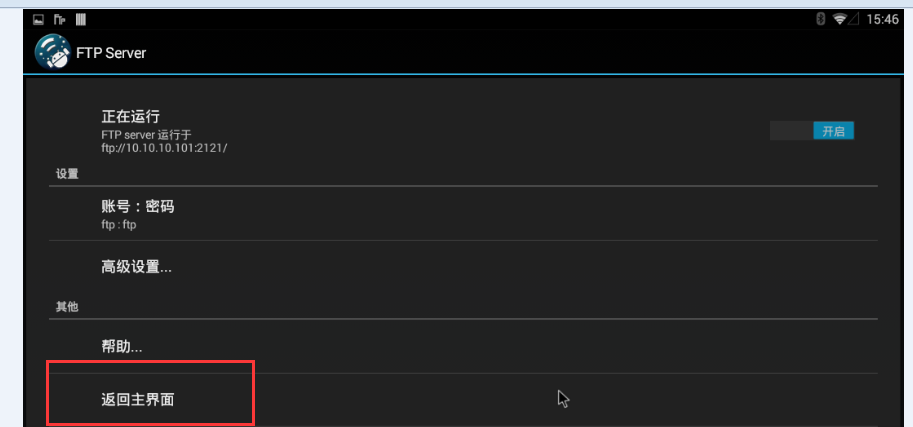 15:46
FTP Server
正在运行
FTP server 运行于
ftp://10.10.10.101:2121/
开启
设置
账号：密码
ftp : ftp
高级设置...
其他
帮助...
返回主界面